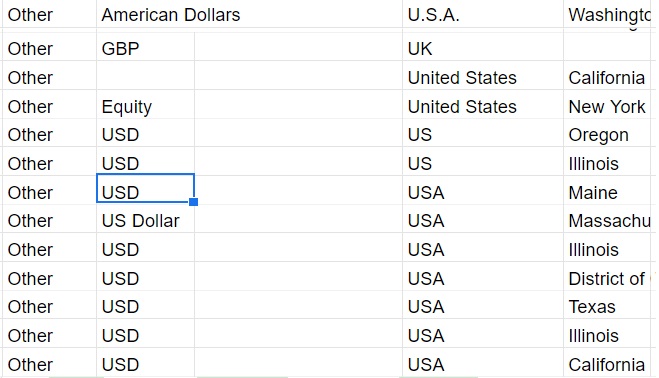 Other American Dollars U.S.A.
Other GBP UK
Other United States California
Other Equity United States New York
Other USD US Oregon
Other USD US Illinois
Other USD USA Maine
Other US Dollar USA Massachu
Other USD USA Illinois
Other USD USA District of
Other USD USA Texas
Other USD USA Illinois
Other USD USA California